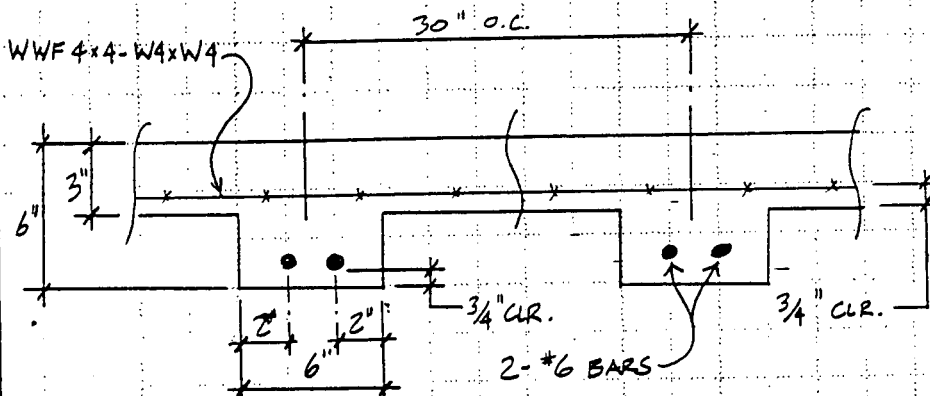 30" O.C.
WWF 4x4-W4xW4
3"
6"
3/4" CLR.
3/4" CLR.
2"
2"
6"
2-#6 BARS